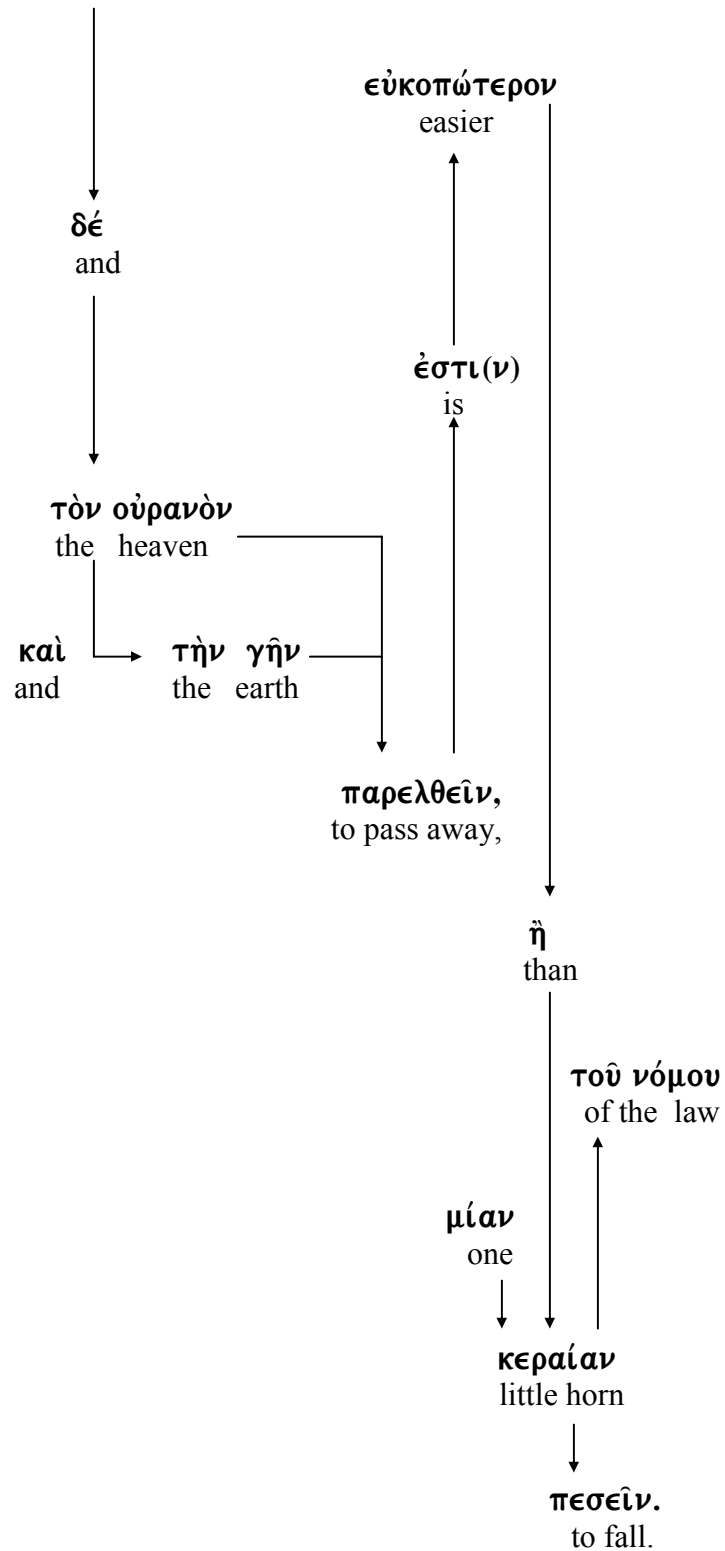 εὐκοπώτερον
easier
δέ
and
ἐστι(ν)
is
τὸν οὐρανὸν
the heaven
καὶ τὴν γῆν
and the earth
παρελθεῖν,
to pass away,
ἢ
than
τοῦ νόμου
of the law
μίαν
one
κεραίαν
little horn
πεσεῖν.
to fall.